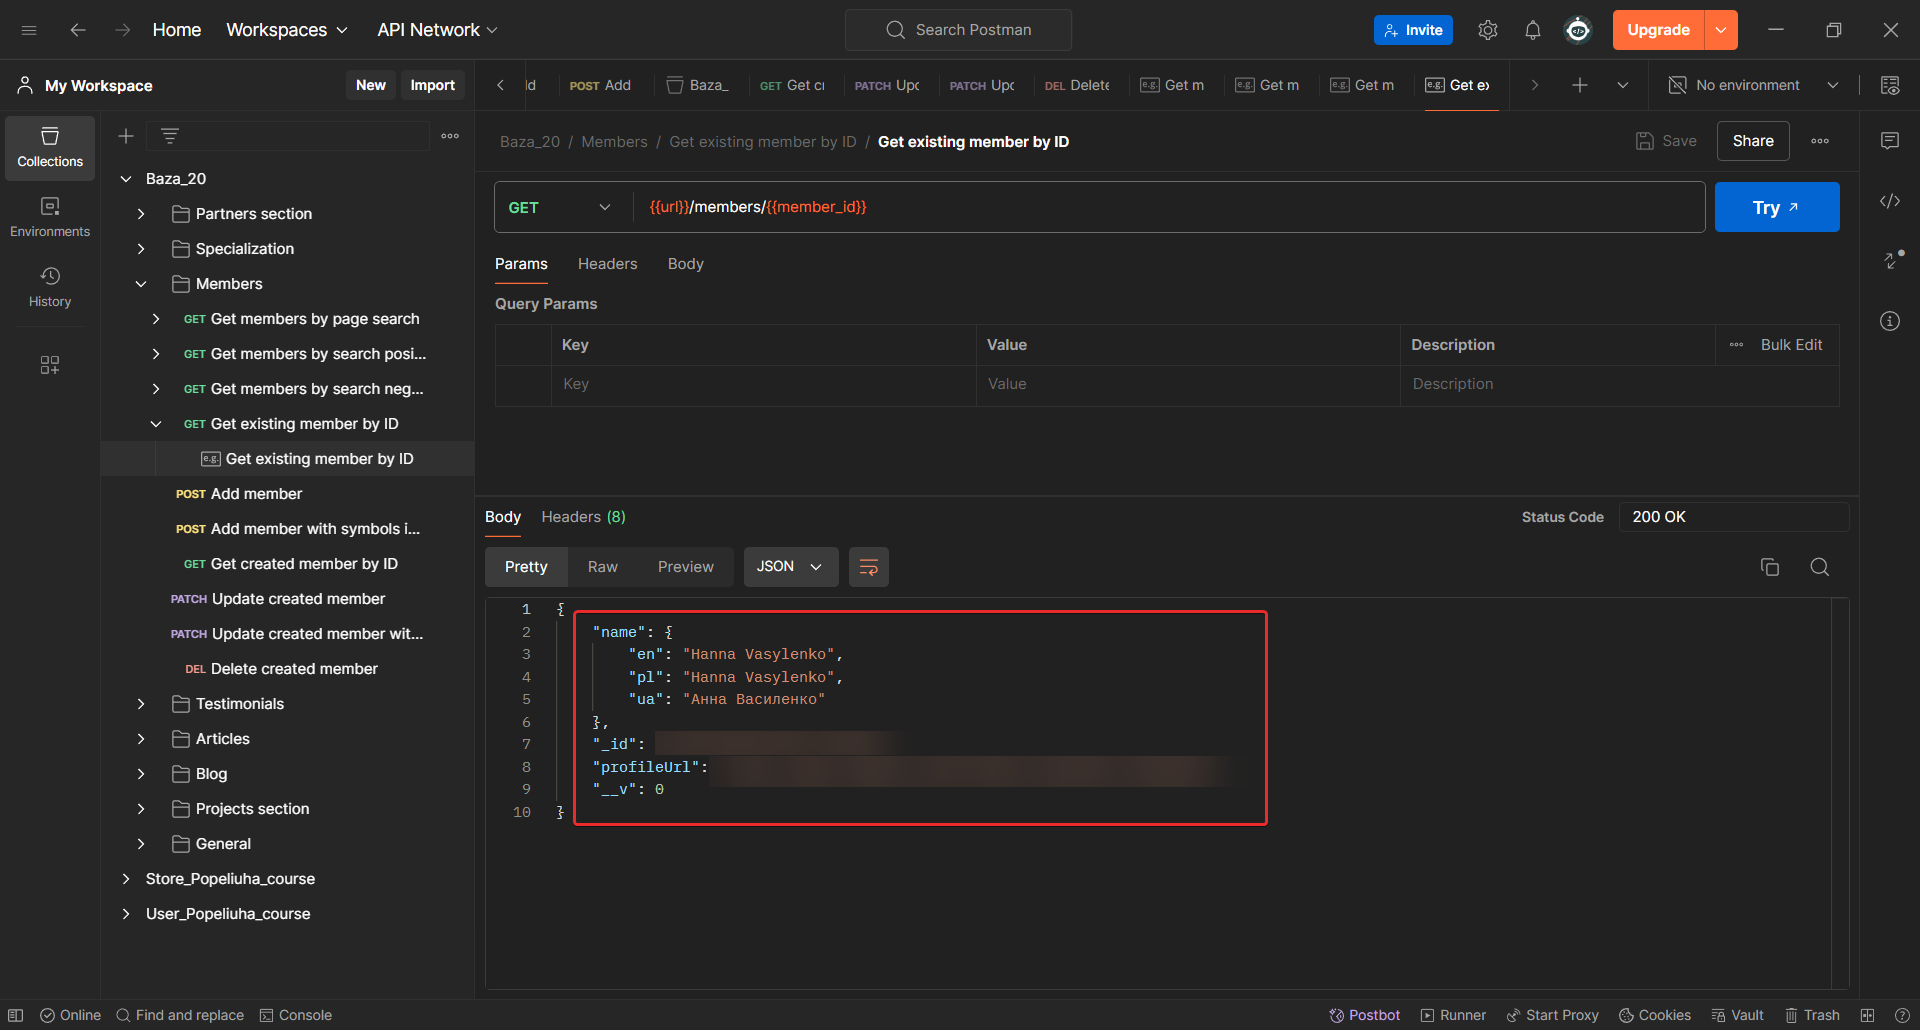 Home Workspaces API Network Search Postman Invite Upgrade
My Workspace New Import
ld POST Add Baza_ GET Get cr PATCH Upd PATCH Upd DEL Delete e.g. Get m e.g. Get m e.g. Get m e.g. Get ex No environment
Collections
Environments
History
Baza_20
Partners section
Specialization
Members
GET Get members by page search
GET Get members by search posi...
GET Get members by search neg...
GET Get existing member by ID
e.g. Get existing member by ID
POST Add member
POST Add member with symbols i...
GET Get created member by ID
PATCH Update created member
PATCH Update created member wit...
DEL Delete created member
Testimonials
Articles
Blog
Projects section
General
Store_Popeliuha_course
User_Popeliuha_course
Baza_20 / Members / Get existing member by ID / Get existing member by ID Save Share
GET {{url}}/members/{{member_id}} Try
Params Headers Body
Query Params
Key Value Description Bulk Edit
Key Value Description
Body Headers (8) Status Code 200 OK
Pretty Raw Preview JSON
1 {
2 "name": {
3 "en": "Hanna Vasylenko",
4 "pl": "Hanna Vasylenko",
5 "ua": "Анна Василенко"
6 },
7 "_id":
8 "profileUrl":
9 "__v": 0
10 }
Online Find and replace Console Postbot Runner Start Proxy Cookies Vault Trash